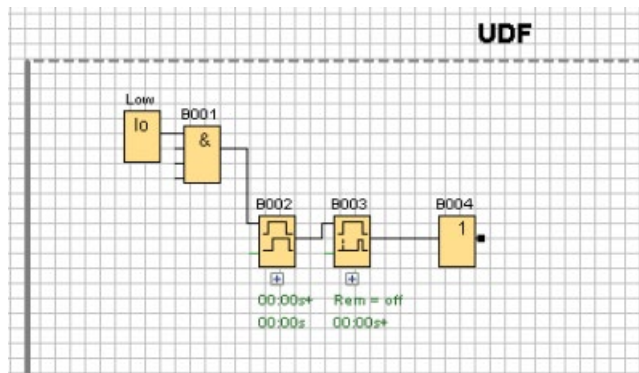 UDF
Low
lo
B001
&
B002
B003
B004
1
00:00s+
Rem = off
00:00s
00:00s+